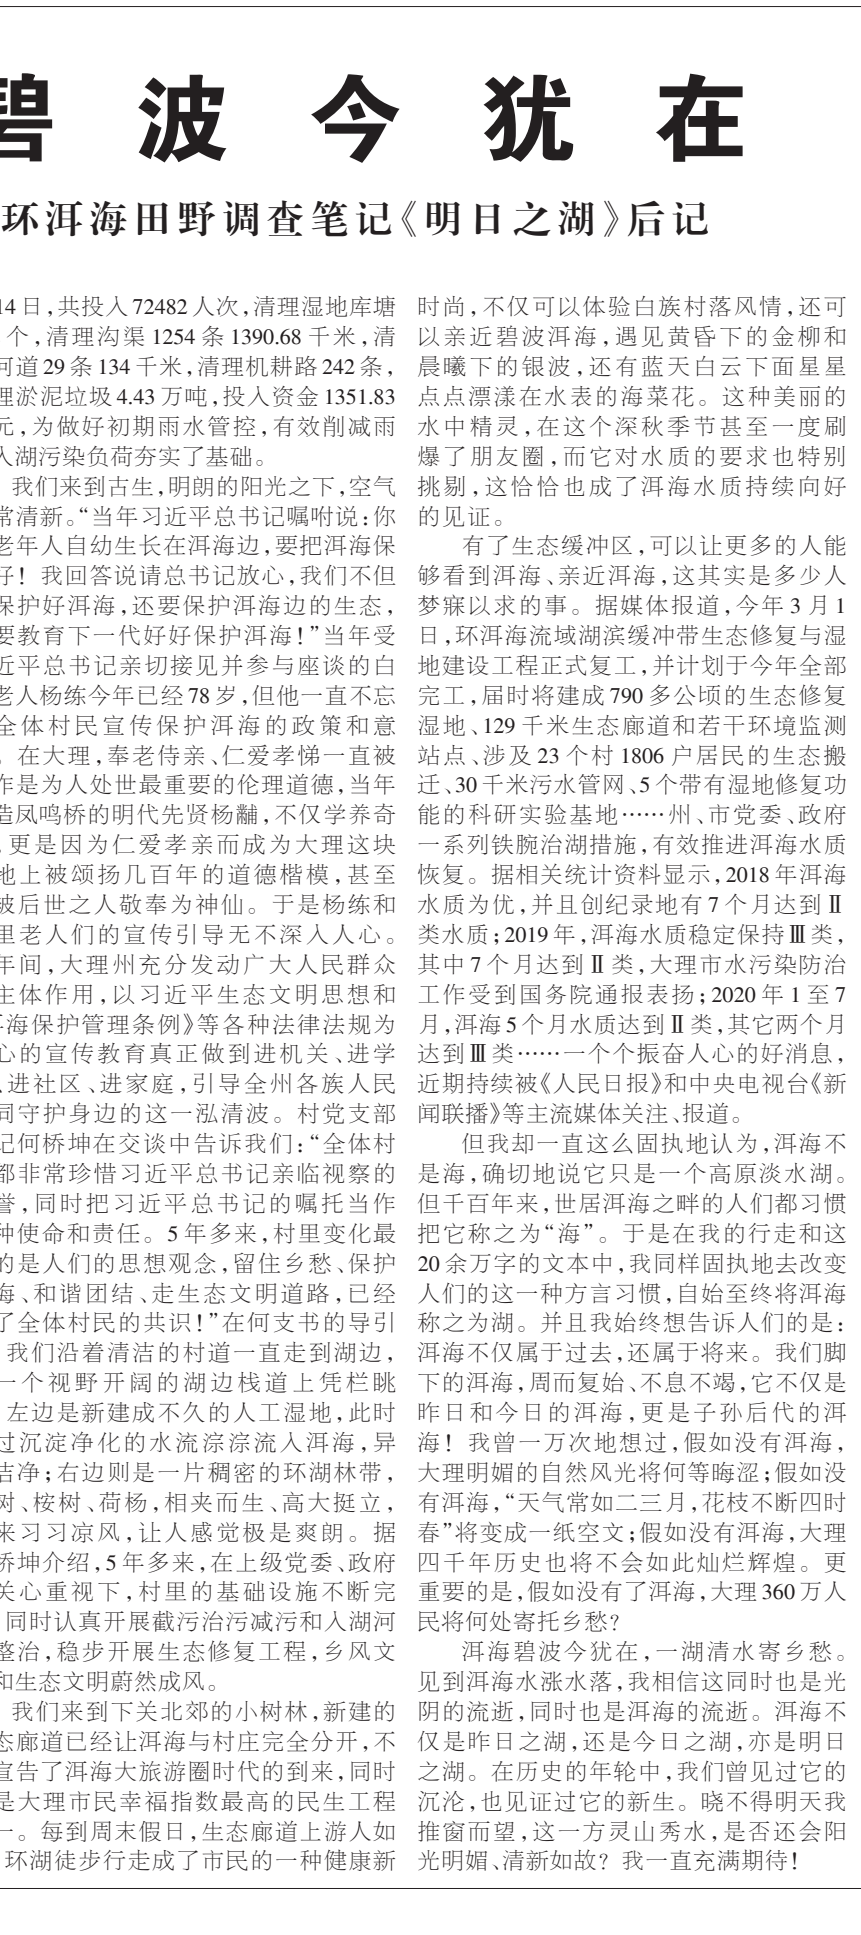 碧波今犹在
环洱海田野调查笔记《明日之湖》后记
14日，共投入72482人次，清理湿地库塘
个，清理沟渠1254条1390.68千米，清
河道29条134千米，清理机耕路242条，
理淤泥垃圾4.43万吨，投入资金1351.83
元，为做好初期雨水管控，有效削减雨
入湖污染负荷夯实了基础。
我们来到古生，明朗的阳光之下，空气
常清新。“当年习近平总书记嘱咐说：你
老年人自幼生长在洱海边，要把洱海保
好！我回答说请总书记放心，我们不但
保护好洱海，还要保护洱海边的生态，
要教育下一代好好保护洱海！”当年受
近平总书记亲切接见并参与座谈的白
老人杨练今年已经78岁，但他一直不忘
全体村民宣传保护洱海的政策和意
。在大理，奉老侍亲、仁爱孝悌一直被
作是为人处世最重要的伦理道德，当年
造凤鸣桥的明代先贤杨黼，不仅学养奇
，更是因为仁爱孝亲而成为大理这块
地上被颂扬几百年的道德楷模，甚至
被后世之人敬奉为神仙。于是杨练和
里老人们的宣传引导无不深入人心。
年间，大理州充分发动广大人民群众
主体作用，以习近平生态文明思想和
海保护管理条例》等各种法律法规为
心的宣传教育真正做到进机关、进学
、进社区、进家庭，引导全州各族人民
同守护身边的这一泓清波。村党支部
记何桥坤在交谈中告诉我们：“全体村
都非常珍惜习近平总书记亲临视察的
誉，同时把习近平总书记的嘱托当作
种使命和责任。5年多来，村里变化最
的是人们的思想观念，留住乡愁、保护
海、和谐团结、走生态文明道路，已经
了全体村民的共识！”在何支书的导引
我们沿着清洁的村道一直走到湖边，
一个视野开阔的湖边栈道上凭栏眺
左边是新建成不久的人工湿地，此时
过沉淀净化的水流淙淙流入洱海，异
洁净；右边则是一片稠密的环湖林带，
树、桉树、荷杨，相夹而生、高大挺立，
来习习凉风，让人感觉极是爽朗。据
桥坤介绍，5年多来，在上级党委、政府
关心重视下，村里的基础设施不断完
同时认真开展截污治污减污和入湖河
整治，稳步开展生态修复工程，乡风文
和生态文明蔚然成风。
我们来到下关北郊的小树林，新建的
态廊道已经让洱海与村庄完全分开，不
宣告了洱海大旅游圈时代的到来，同时
是大理市民幸福指数最高的民生工程
一。每到周末假日，生态廊道上游人如
环湖徒步行走成了市民的一种健康新
时尚，不仅可以体验白族村落风情，还可
以亲近碧波洱海，遇见黄昏下的金柳和
晨曦下的银波，还有蓝天白云下面星星
点点漂漾在水表的海菜花。这种美丽的
水中精灵，在这个深秋季节甚至一度刷
爆了朋友圈，而它对水质的要求也特别
挑剔，这恰恰也成了洱海水质持续向好
的见证。
有了生态缓冲区，可以让更多的人能
够看到洱海、亲近洱海，这其实是多少人
梦寐以求的事。据媒体报道，今年3月1
日，环洱海流域湖滨缓冲带生态修复与湿
地建设工程正式复工，并计划于今年全部
完工，届时将建成790多公顷的生态修复
湿地、129千米生态廊道和若干环境监测
站点、涉及23个村1806户居民的生态搬
迁、30千米污水管网、5个带有湿地修复功
能的科研实验基地……州、市党委、政府
一系列铁腕治湖措施，有效推进洱海水质
恢复。据相关统计资料显示，2018年洱海
水质为优，并且创纪录地有7个月达到Ⅱ
类水质；2019年，洱海水质稳定保持Ⅲ类，
其中7个月达到Ⅱ类，大理市水污染防治
工作受到国务院通报表扬；2020年1至7
月，洱海5个月水质达到Ⅱ类，其它两个月
达到Ⅲ类……一个个振奋人心的好消息，
近期持续被《人民日报》和中央电视台《新
闻联播》等主流媒体关注、报道。
但我却一直这么固执地认为，洱海不
是海，确切地说它只是一个高原淡水湖。
但千百年来，世居洱海之畔的人们都习惯
把它称之为“海”。于是在我的行走和这
20余万字的文本中，我同样固执地去改变
人们的这一种方言习惯，自始至终将洱海
称之为湖。并且我始终想告诉人们的是：
洱海不仅属于过去，还属于将来。我们脚
下的洱海，周而复始、不息不竭，它不仅是
昨日和今日的洱海，更是子孙后代的洱
海！我曾一万次地想过，假如没有洱海，
大理明媚的自然风光将何等晦涩；假如没
有洱海，“天气常如二三月，花枝不断四时
春”将变成一纸空文；假如没有洱海，大理
四千年历史也将不会如此灿烂辉煌。更
重要的是，假如没有了洱海，大理360万人
民将何处寄托乡愁？
洱海碧波今犹在，一湖清水寄乡愁。
见到洱海水涨水落，我相信这同时也是光
阴的流逝，同时也是洱海的流逝。洱海不
仅是昨日之湖，还是今日之湖，亦是明日
之湖。在历史的年轮中，我们曾见过它的
沉沦，也见证过它的新生。晓不得明天我
推窗而望，这一方灵山秀水，是否还会阳
光明媚、清新如故？我一直充满期待！